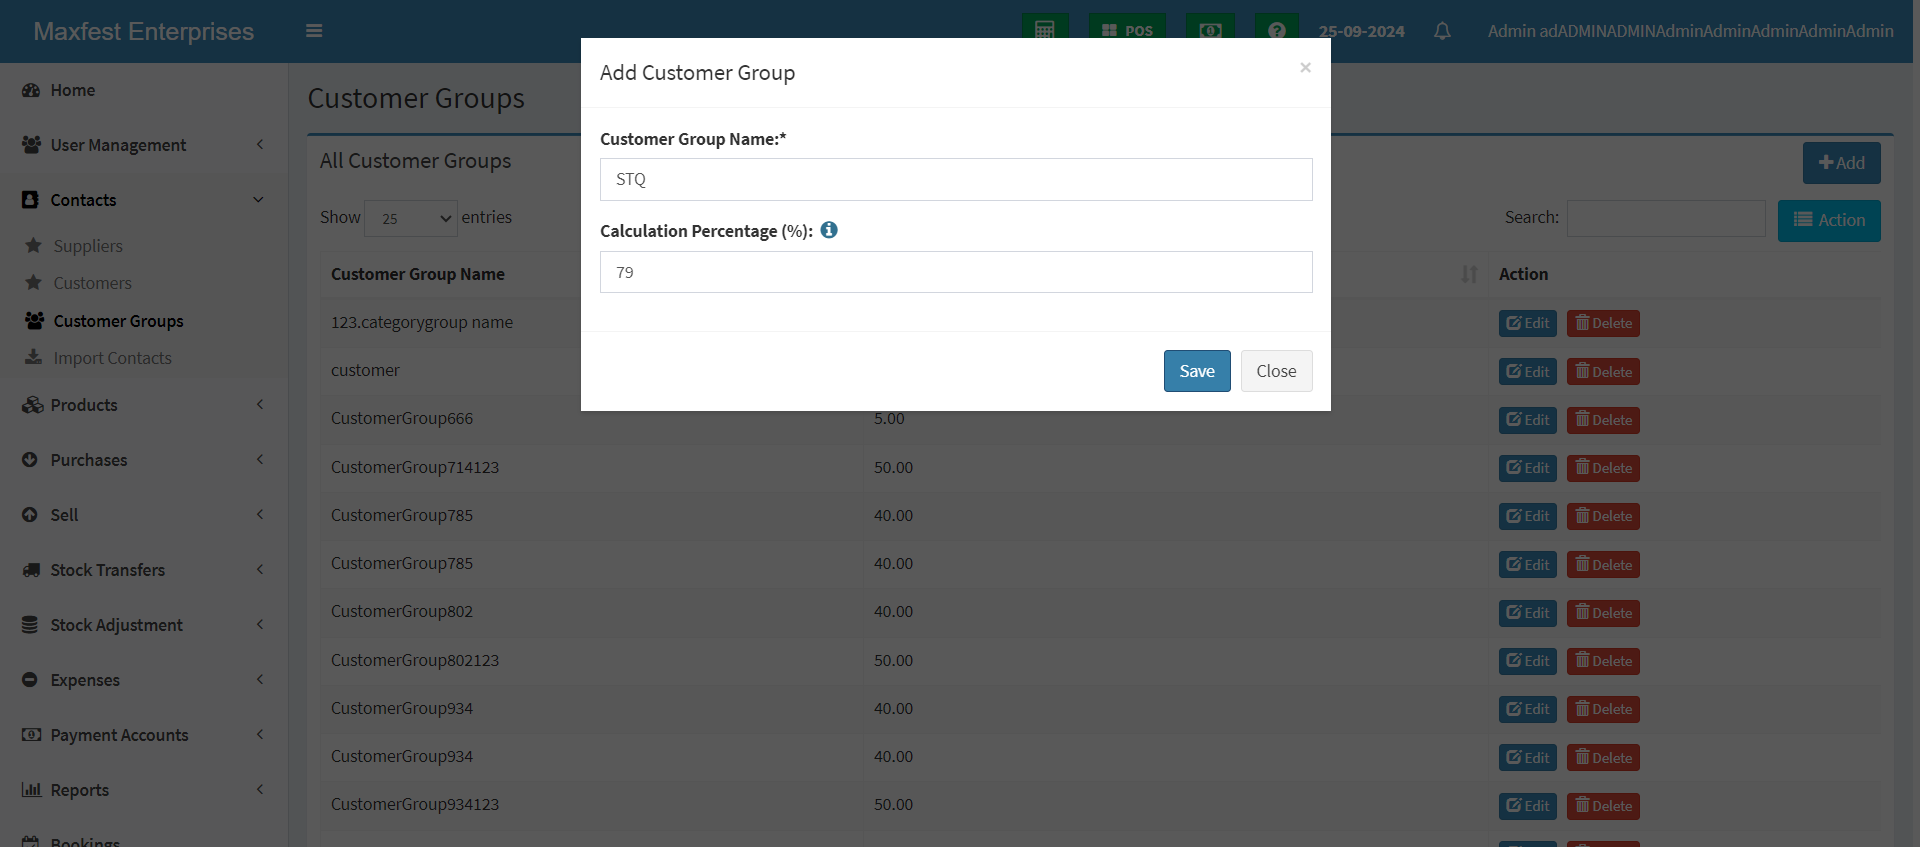 Maxfest Enterprises
POS
25-09-2024
Admin adADMINADMINAdminAdminAdminAdminAdmin
Home
User Management
Contacts
Suppliers
Customers
Customer Groups
Import Contacts
Products
Purchases
Sell
Stock Transfers
Stock Adjustment
Expenses
Payment Accounts
Reports
Bookings
Customer Groups
All Customer Groups
Add
Show 25 entries
Search:
Action
Customer Group Name
Action
123.categorygroup name
Edit Delete
customer
Edit Delete
CustomerGroup666 5.00 Edit Delete
CustomerGroup714123 50.00 Edit Delete
CustomerGroup785 40.00 Edit Delete
CustomerGroup785 40.00 Edit Delete
CustomerGroup802 40.00 Edit Delete
CustomerGroup802123 50.00 Edit Delete
CustomerGroup934 40.00 Edit Delete
CustomerGroup934 40.00 Edit Delete
CustomerGroup934123 50.00 Edit Delete
Add Customer Group
×
Customer Group Name:*
STQ
Calculation Percentage (%):
79
Save Close